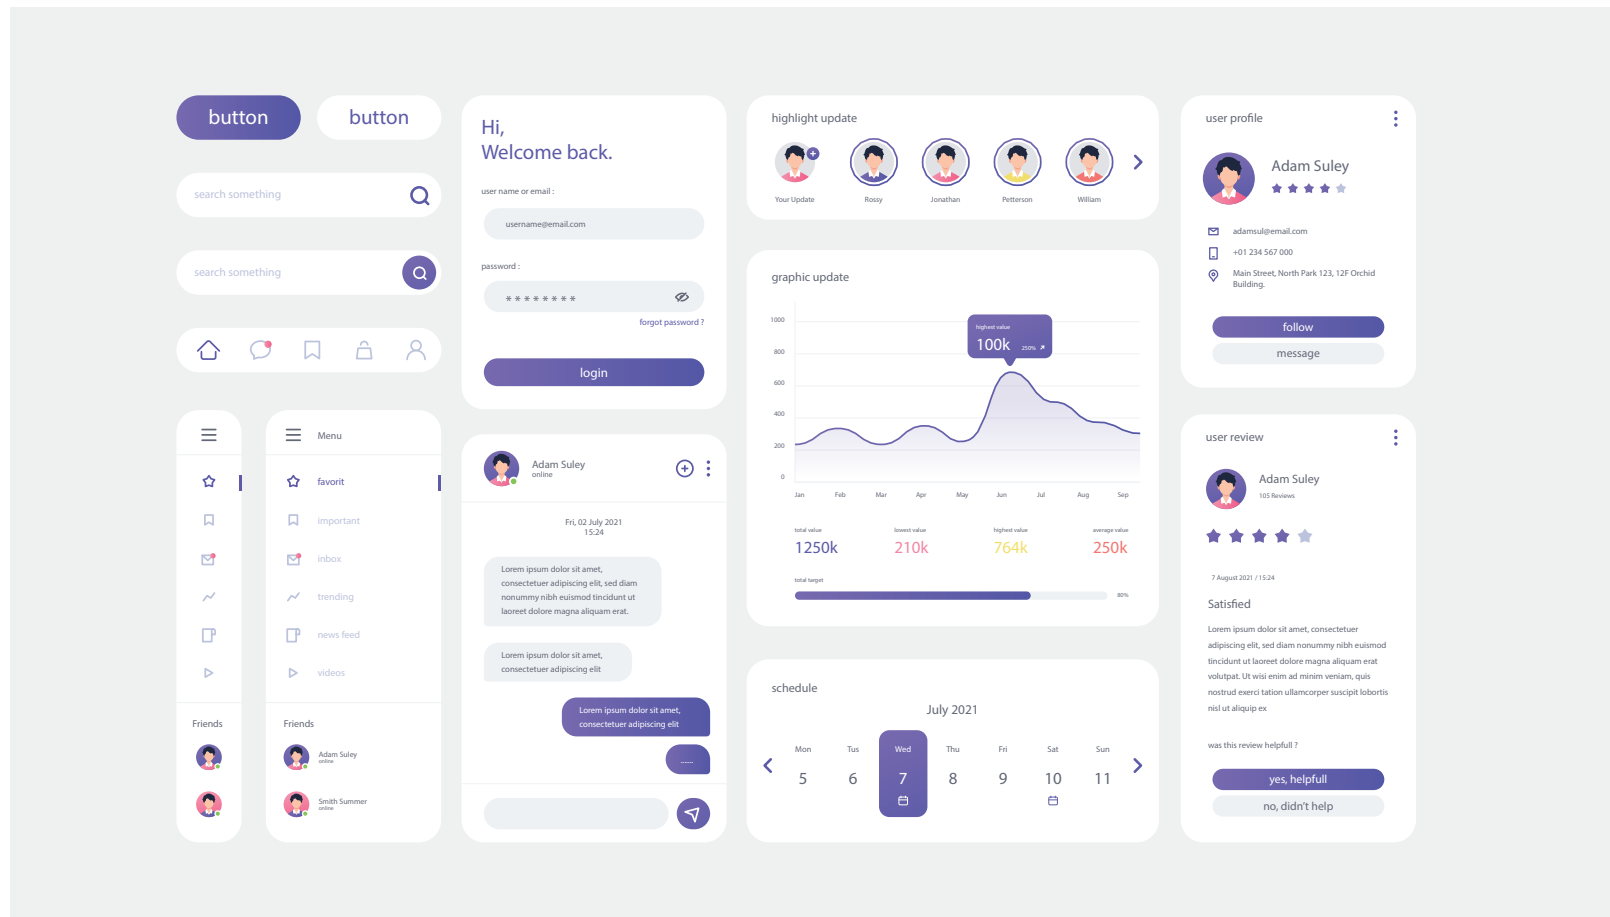 button
button
search something
search something
Menu
favorit
important
inbox
trending
news feed
videos
Friends
Friends
Adam Suley
online
Smith Summer
online
Hi,
Welcome back.
user name or email :
username@email.com
password :
* * * * * * * *
forgot password ?
login
Adam Suley
online
Fri, 02 July 2021
15:24
Lorem ipsum dolor sit amet,
consectetuer adipiscing elit, sed diam
nonummy nibh euismod tincidunt ut
laoreet dolore magna aliquam erat.
Lorem ipsum dolor sit amet,
consectetuer adipiscing elit
Lorem ipsum dolor sit amet,
consectetuer adipiscing elit
......
highlight update
Your Update Rossy Jonathan Petterson William
graphic update
highest value
100k 250%
1000
800
600
400
200
0
Jan Feb Mar Apr May Jun Jul Aug Sep
total value lowest value highest value average value
1250k 210k 764k 250k
total target
80%
schedule
July 2021
Mon Tus Wed Thu Fri Sat Sun
5 6 7 8 9 10 11
user profile
Adam Suley
adamsul@email.com
+01 234 567 000
Main Street, North Park 123, 12F Orchid
Building.
follow
message
user review
Adam Suley
105 Reviews
7 August 2021 / 15:24
Satisfied
Lorem ipsum dolor sit amet, consectetuer
adipiscing elit, sed diam nonummy nibh euismod
tincidunt ut laoreet dolore magna aliquam erat
volutpat. Ut wisi enim ad minim veniam, quis
nostrud exerci tation ullamcorper suscipit lobortis
nisl ut aliquip ex
was this review helpfull ?
yes, helpfull
no, didn't help